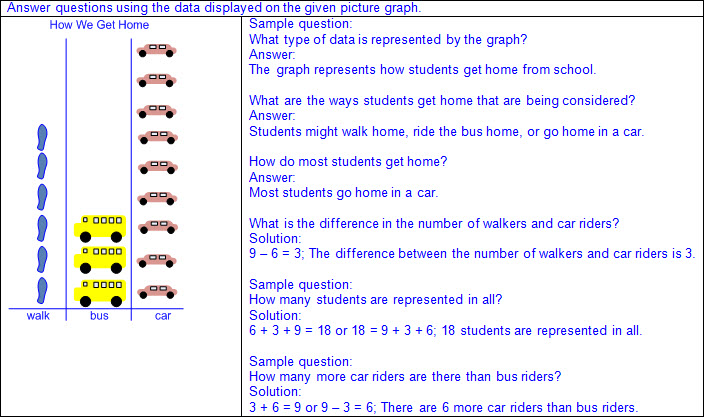 Answer questions using the data displayed on the given picture graph.
How We Get Home
walk
bus
car
Sample question:
What type of data is represented by the graph?
Answer:
The graph represents how students get home from school.
What are the ways students get home that are being considered?
Answer:
Students might walk home, ride the bus home, or go home in a car.
How do most students get home?
Answer:
Most students go home in a car.
What is the difference in the number of walkers and car riders?
Solution:
9 – 6 = 3; The difference between the number of walkers and car riders is 3.
Sample question:
How many students are represented in all?
Solution:
6 + 3 + 9 = 18 or 18 = 9 + 3 + 6; 18 students are represented in all.
Sample question:
How many more car riders are there than bus riders?
Solution:
3 + 6 = 9 or 9 – 3 = 6; There are 6 more car riders than bus riders.